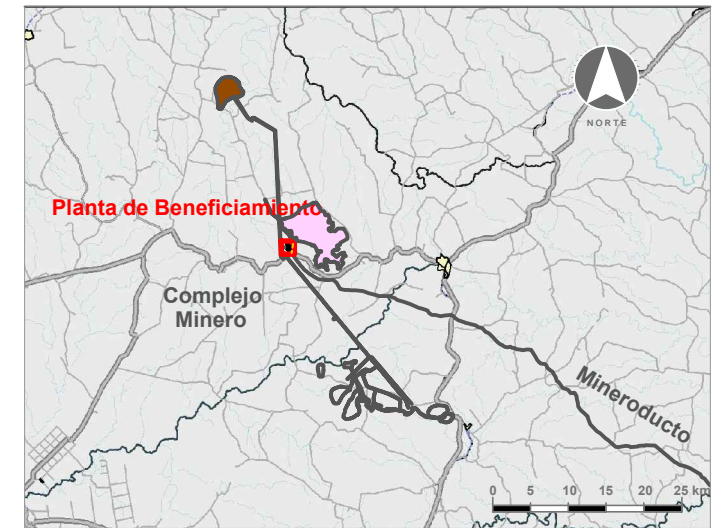 NORTE
Planta de Beneficiamiento
Complejo
Minero
Mineroducto
0 5 10 15 20 25 km